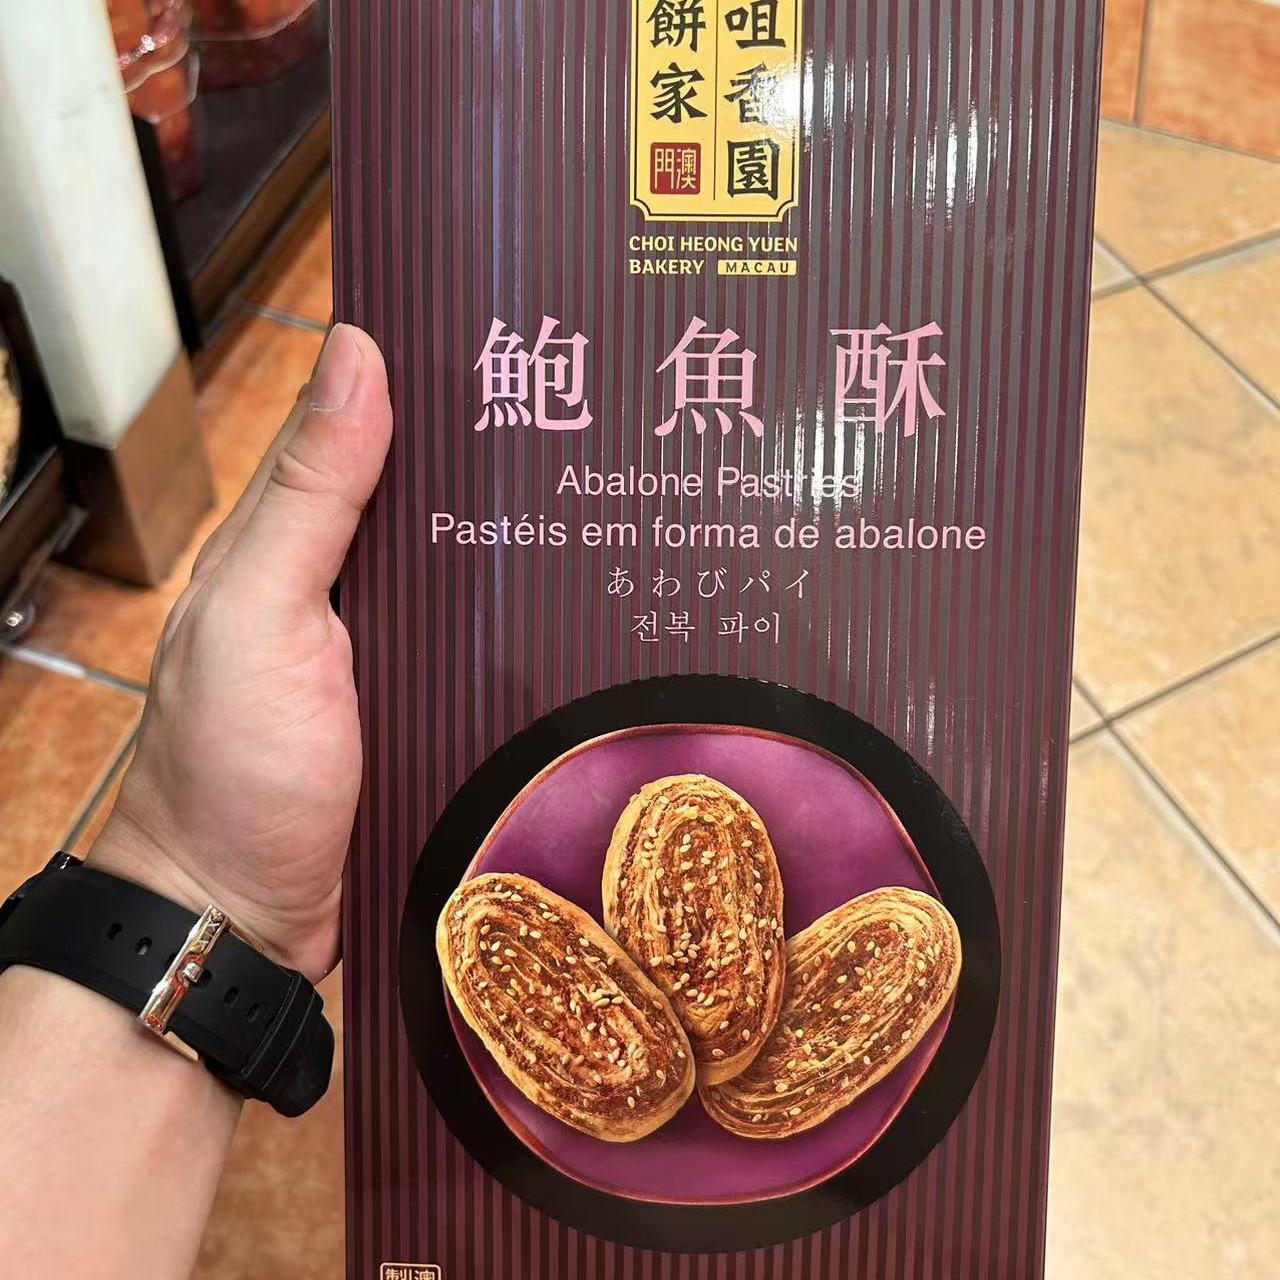 咀香園
餅家
澳門
CHOI HEONG YUEN
BAKERY MACAU
鮑魚酥
Abalone Pastries
Pastéis em forma de abalone
あわびパイ
전복 파이